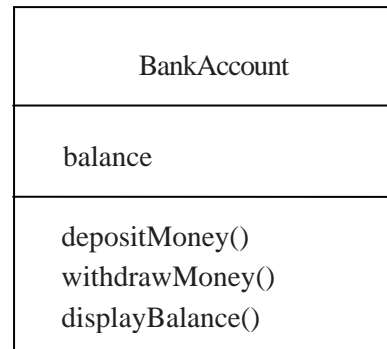 BankAccount
balance
depositMoney()
withdrawMoney()
displayBalance()